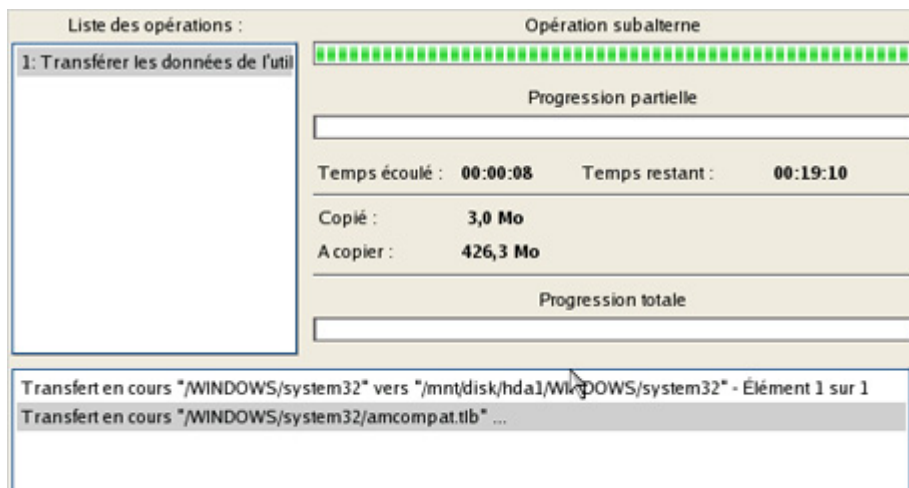 Liste des opérations :
Opération subalterne
1: Transférer les données de l'util
Progression partielle
Temps écoulé : 00:00:08 Temps restant : 00:19:10
Copié : 3,0 Mo
A copier : 426,3 Mo
Progression totale
Transfert en cours "/WINDOWS/system32" vers "/mnt/disk/hda1/WINDOWS/system32" - Élément 1 sur 1
Transfert en cours "/WINDOWS/system32/amcompat.tlb" ...